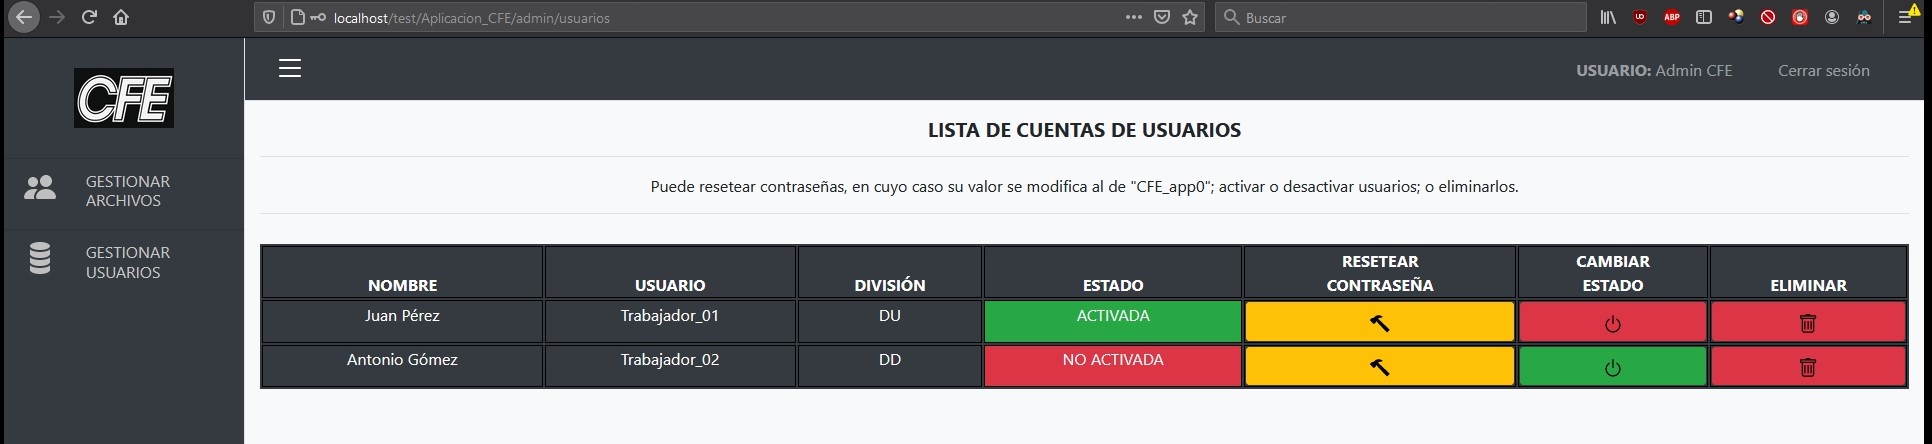 localhost/test/Aplicacion_CFE/admin/usuarios
Buscar
UD
ABP
CFE
USUARIO: Admin CFE
Cerrar sesión
GESTIONAR
ARCHIVOS
GESTIONAR
USUARIOS
LISTA DE CUENTAS DE USUARIOS
Puede resetear contraseñas, en cuyo caso su valor se modifica al de "CFE_app0"; activar o desactivar usuarios; o eliminarlos.
NOMBRE USUARIO DIVISIÓN ESTADO RESETEAR CONTRASEÑA CAMBIAR ESTADO ELIMINAR
Juan Pérez Trabajador_01 DU ACTIVADA
Antonio Gómez Trabajador_02 DD NO ACTIVADA